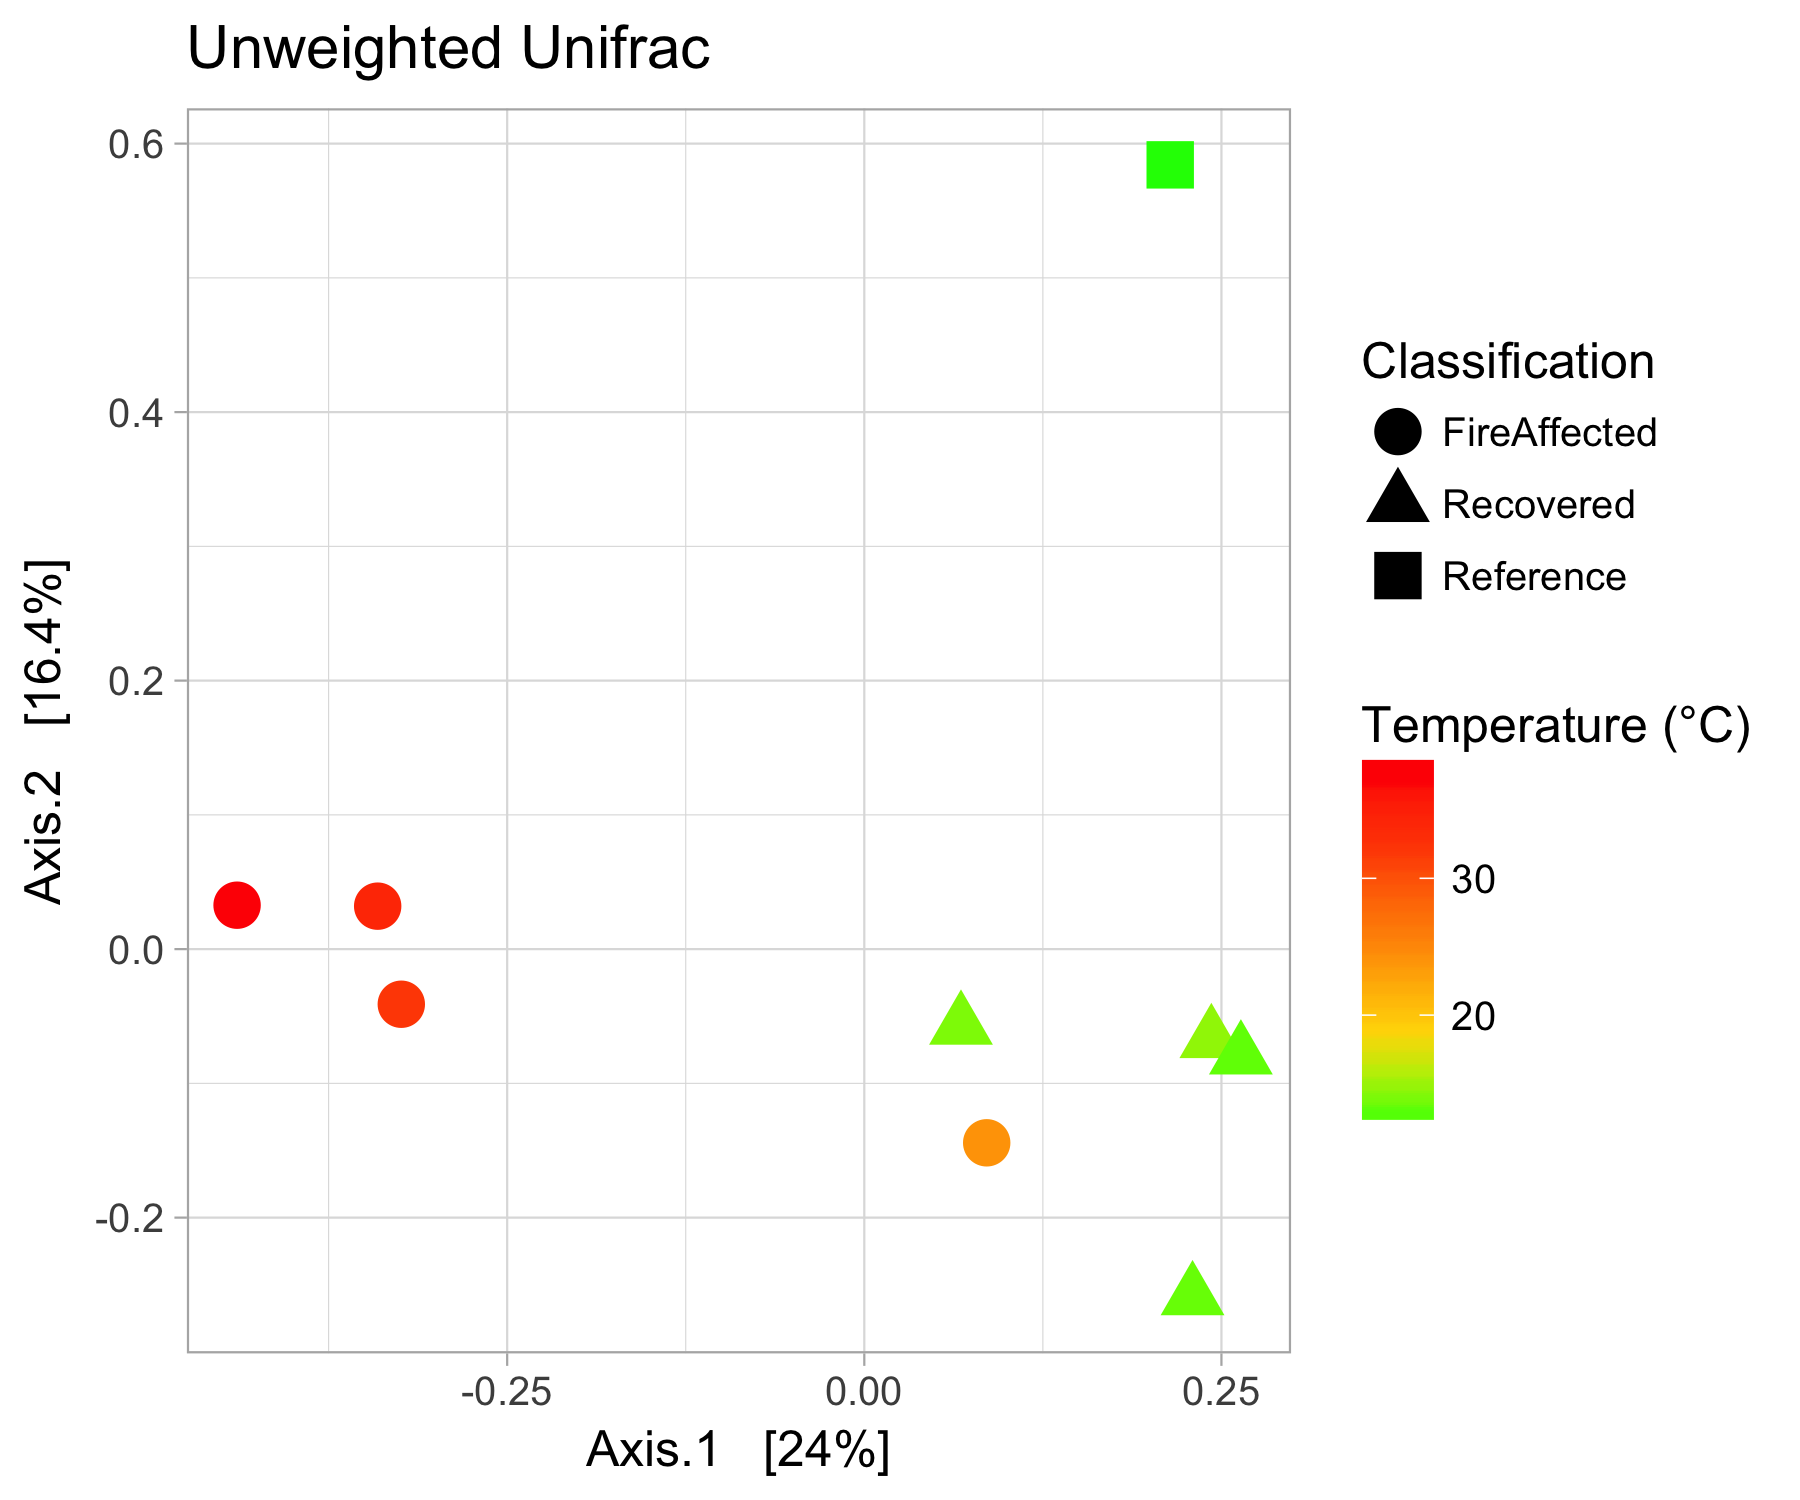 Unweighted Unifrac
0.6
0.4
0.2
0.0
-0.2
Axis.2 [16.4%]
-0.25
0.00
0.25
Axis.1 [24%]
Classification
FireAffected
Recovered
Reference
Temperature (°C)
30
20